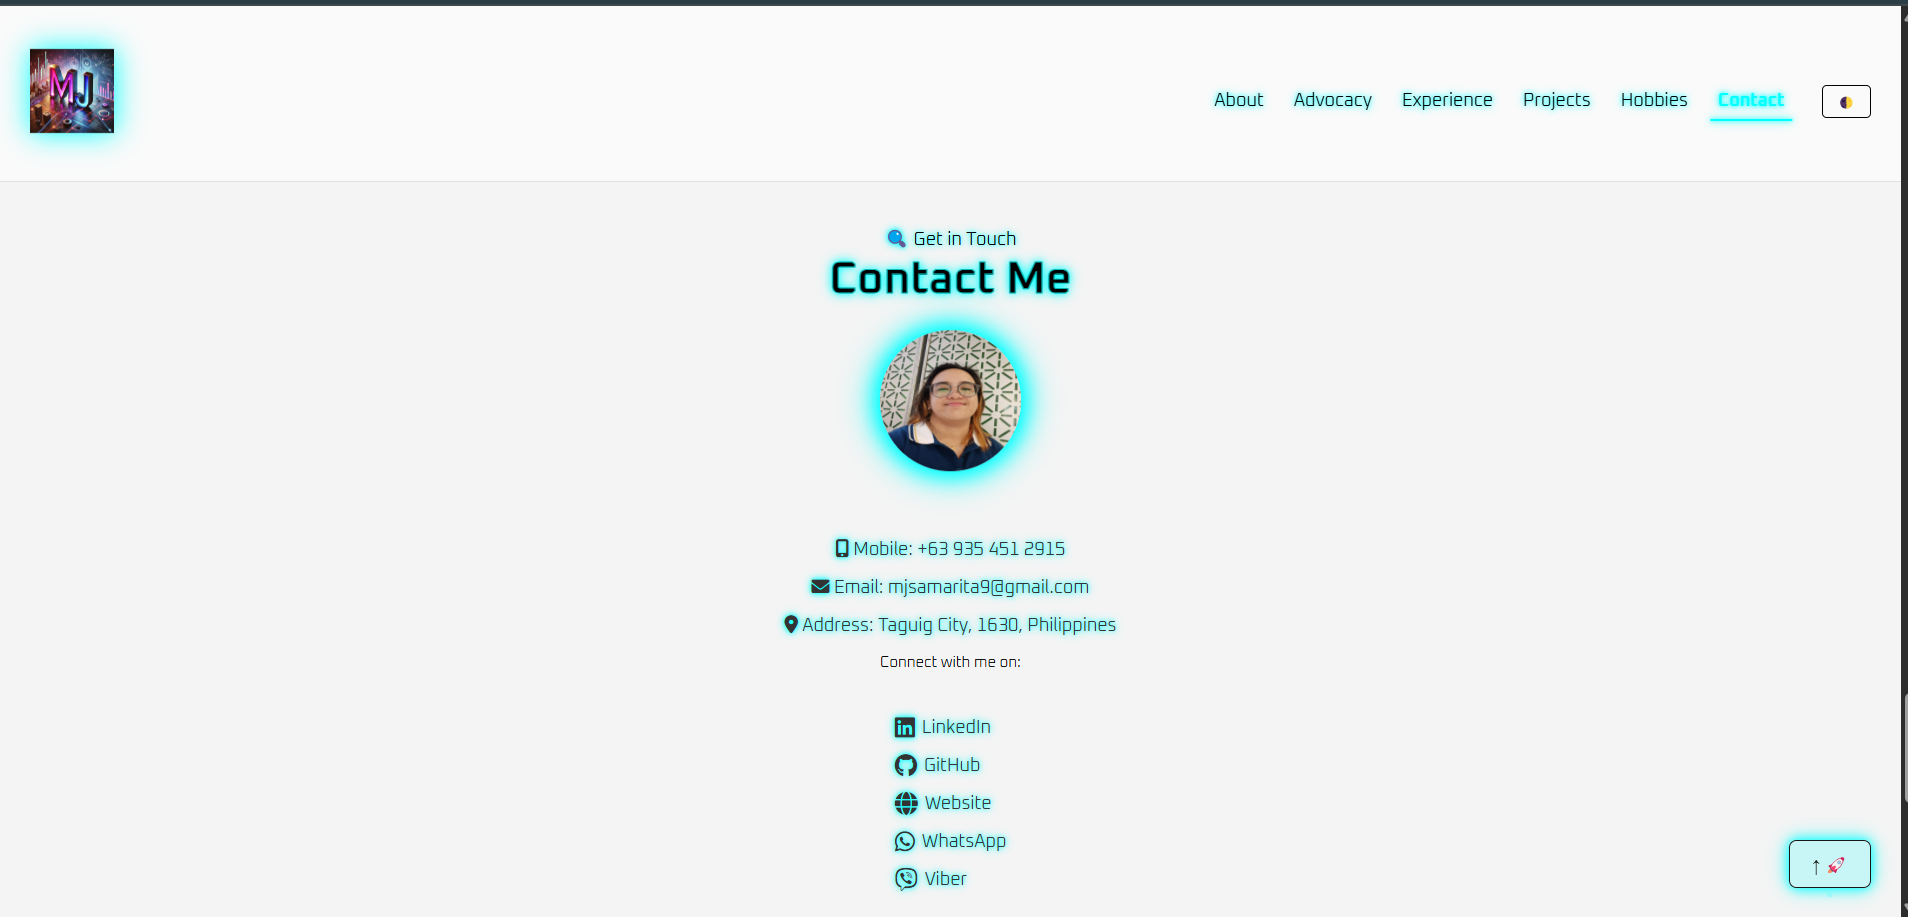 MJ
About Advocacy Experience Projects Hobbies Contact
Get in Touch
Contact Me
Mobile: +63 935 451 2915
Email: mjsamarita9@gmail.com
Address: Taguig City, 1630, Philippines
Connect with me on:
LinkedIn
GitHub
Website
WhatsApp
Viber
↑